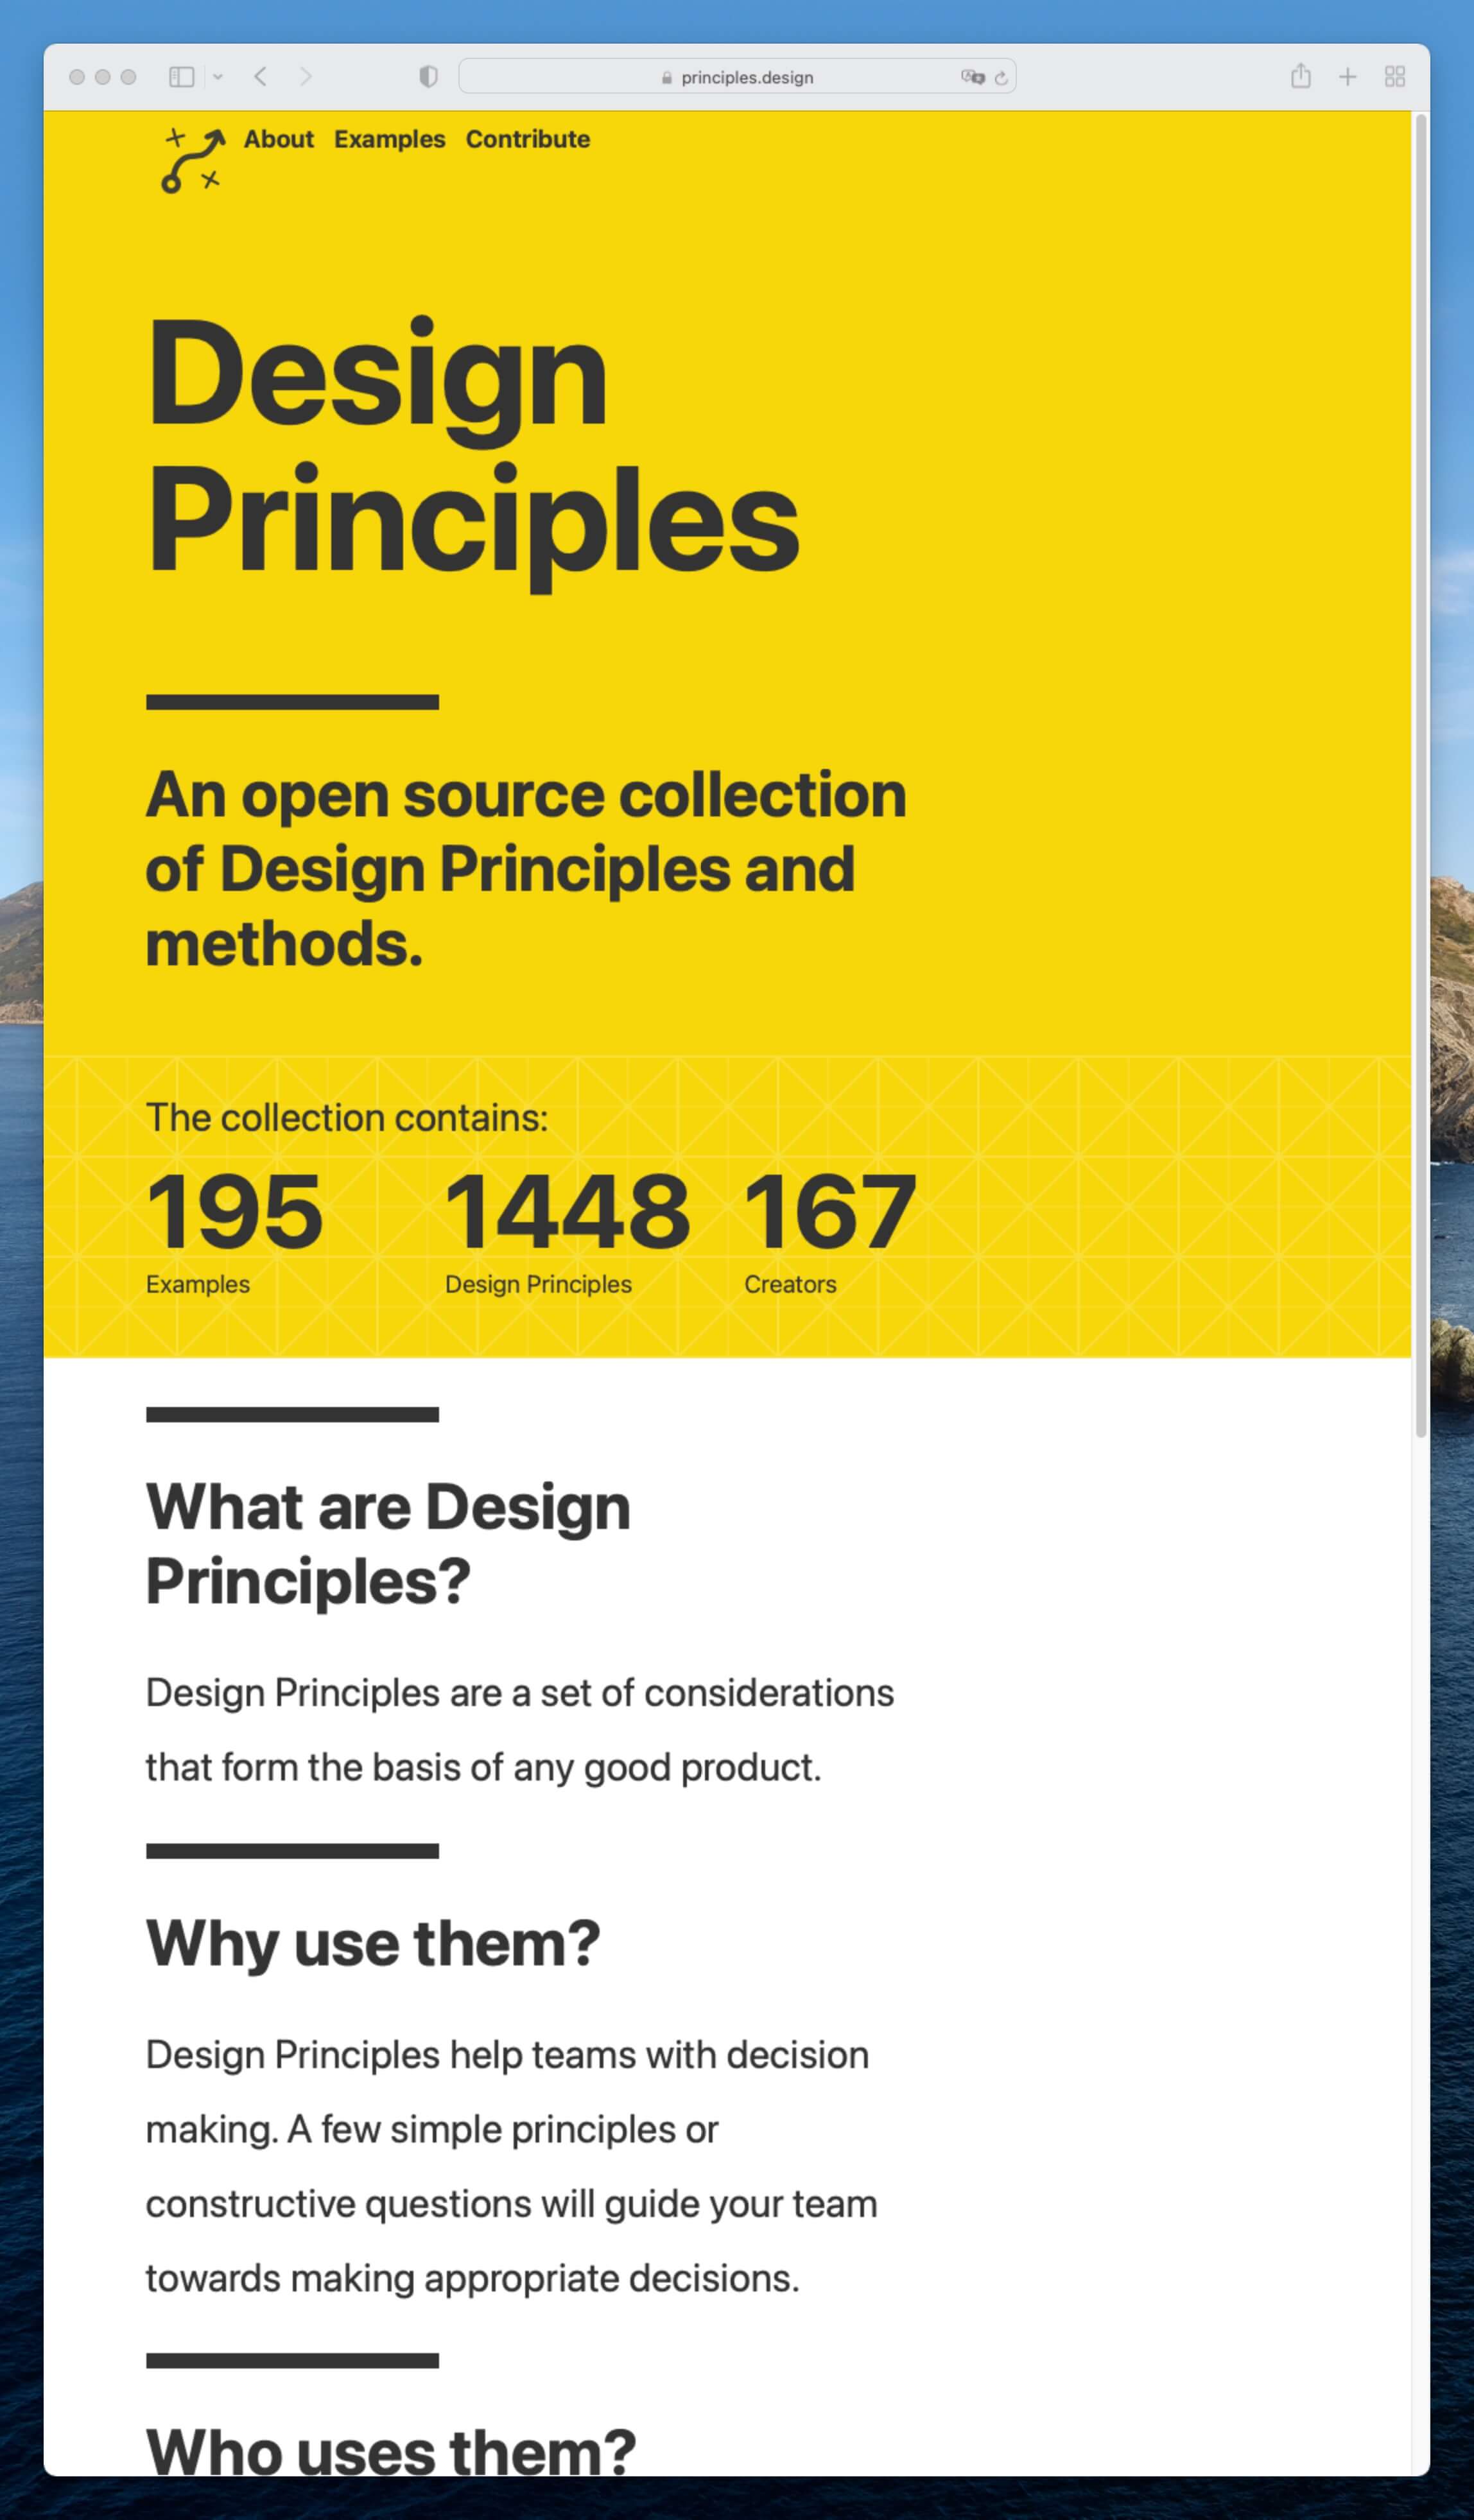 principles.design
About Examples Contribute
Design
Principles
An open source collection
of Design Principles and
methods.
The collection contains:
195 1448 167
Examples Design Principles Creators
What are Design
Principles?
Design Principles are a set of considerations
that form the basis of any good product.
Why use them?
Design Principles help teams with decision
making. A few simple principles or
constructive questions will guide your team
towards making appropriate decisions.
Who uses them?